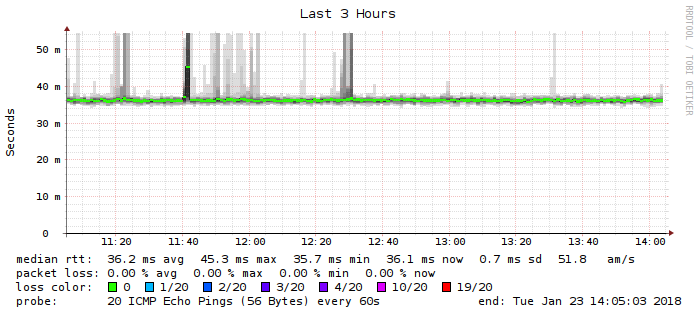 Last 3 Hours
RRDTOOL / TOBI OETIKER
Seconds
50 m
40 m
30 m
20 m
10 m
0
11:20 11:40 12:00 12:20 12:40 13:00 13:20 13:40 14:00
median rtt: 36.2 ms avg 45.3 ms max 35.7 ms min 36.1 ms now 0.7 ms sd 51.8 am/s
packet loss: 0.00 % avg 0.00 % max 0.00 % min 0.00 % now
loss color: 0 1/20 2/20 3/20 4/20 10/20 19/20
probe: 20 ICMP Echo Pings (56 Bytes) every 60s end: Tue Jan 23 14:05:03 2018